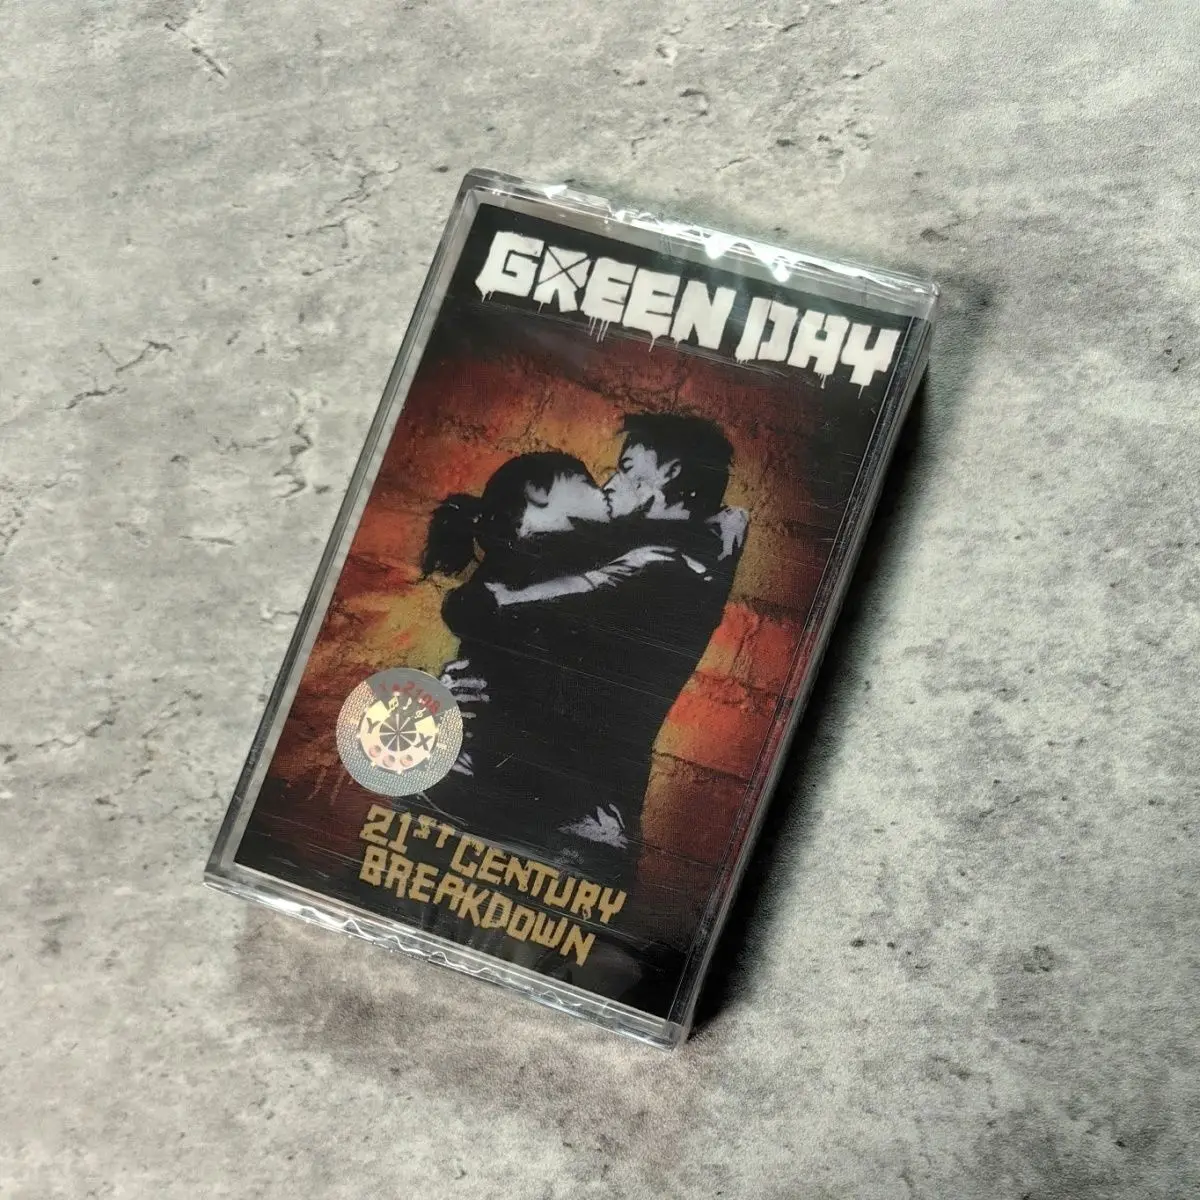 GREEN DAY
Y X
21ST CENTURY
BREAKDOWN